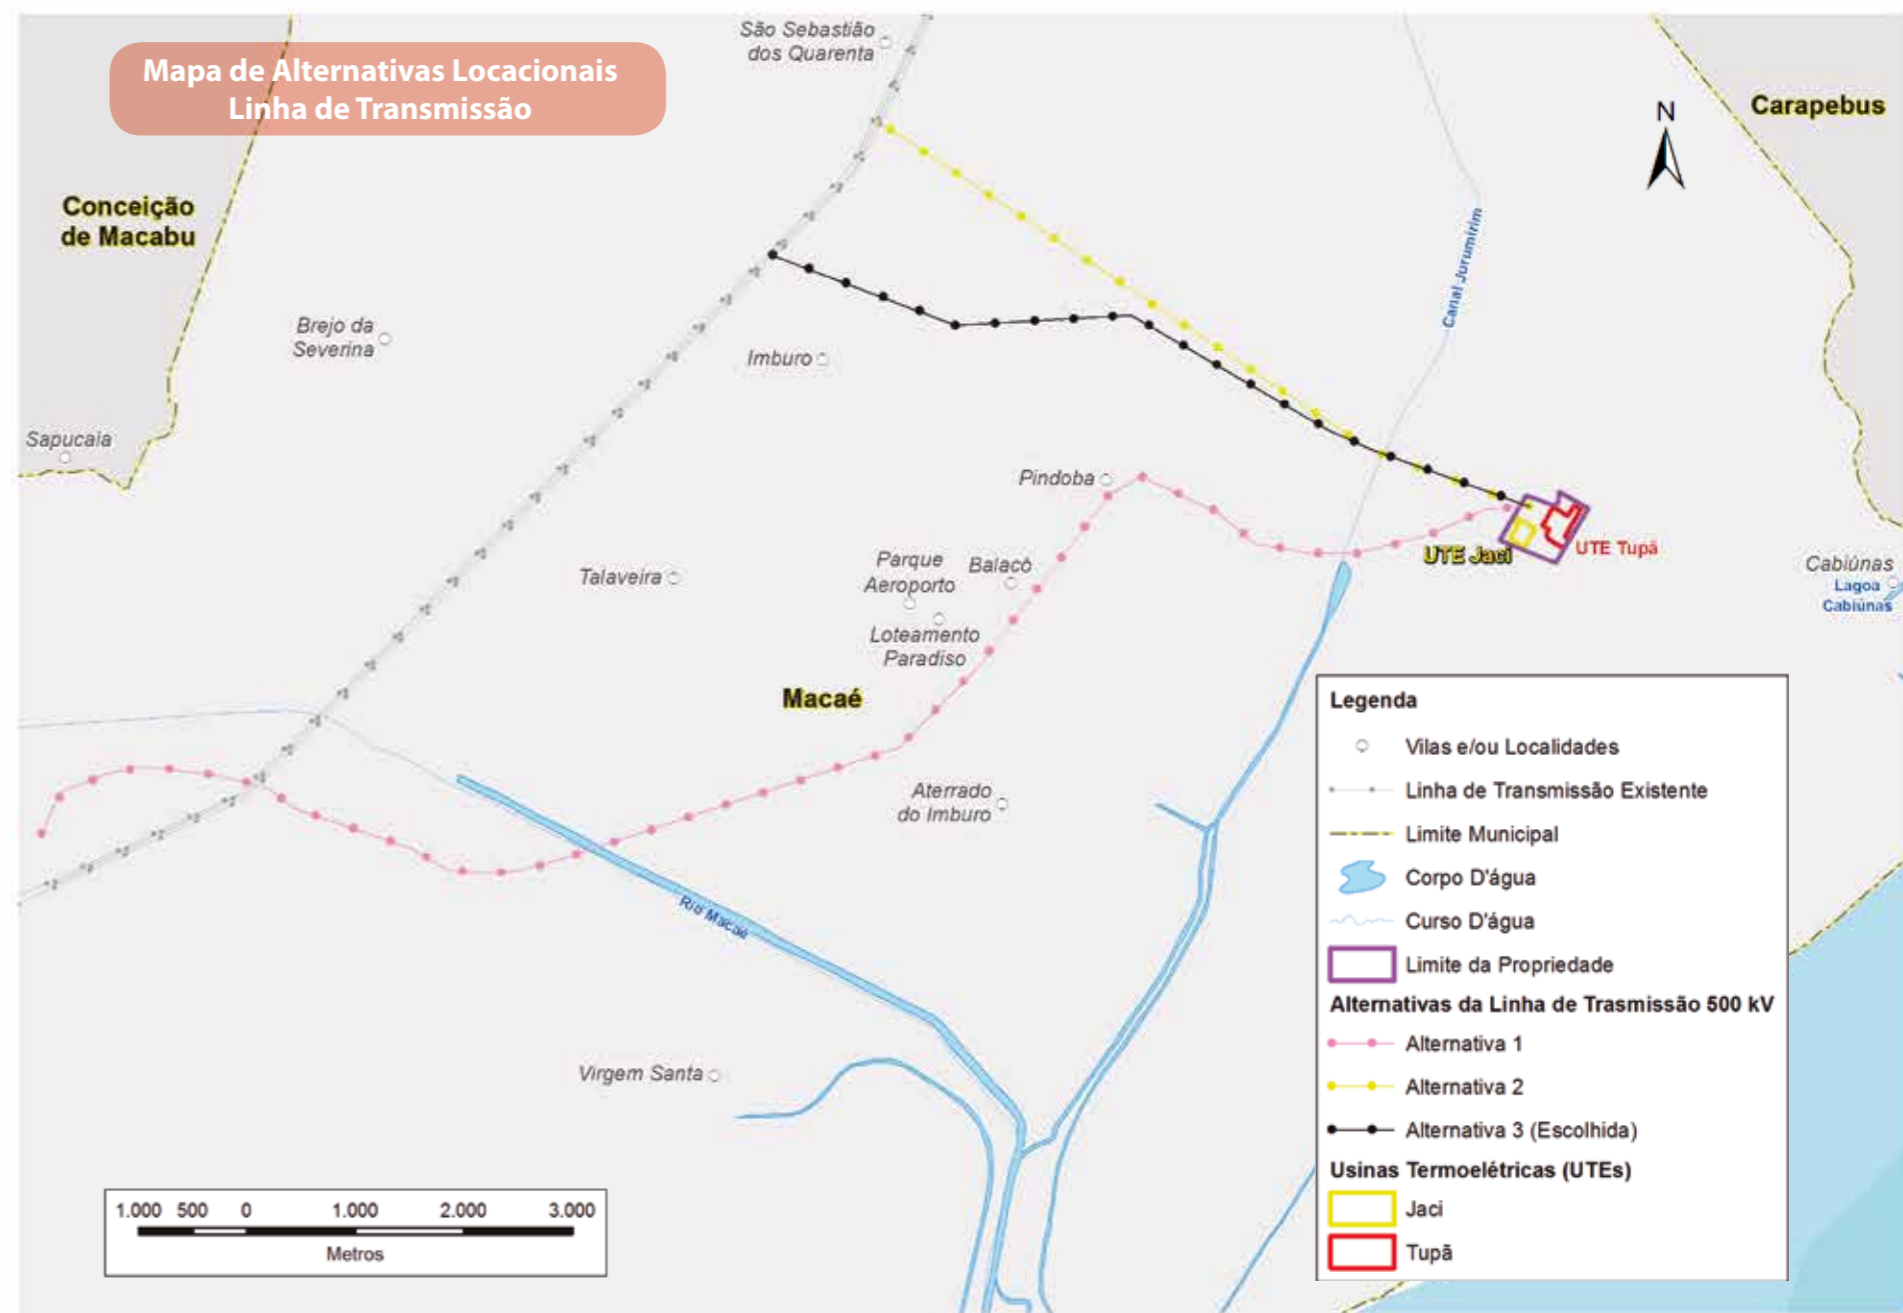 Mapa de Alternativas Locacionais
Linha de Transmissão
São Sebastião
dos Quarenta
N
Carapebus
Conceição
de Macabu
Canal Jurumirim
Brejo da
Severina
Imburo
Sapucaia
Pindoba
UTE Jaci
UTE Tupã
Parque
Aeroporto
Balacô
Talaveira
Cabiúnas
Lagoa
Cabiúnas
Loteamento
Paradiso
Macaé
Aterrado
do Imburo
Rio Macaé
Virgem Santa
Legenda
Vilas e/ou Localidades
Linha de Transmissão Existente
Limite Municipal
Corpo D'água
Curso D'água
Limite da Propriedade
Alternativas da Linha de Trasmissão 500 kV
Alternativa 1
Alternativa 2
Alternativa 3 (Escolhida)
Usinas Termoelétricas (UTEs)
Jaci
Tupã
1.000 500 0 1.000 2.000 3.000
Metros